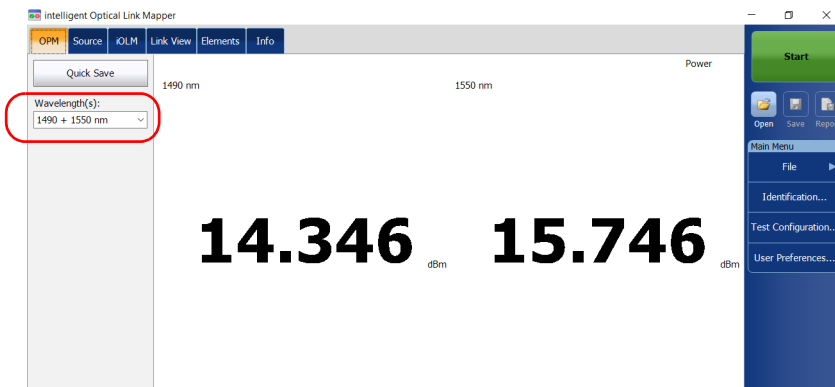 intelligent Optical Link Mapper
OPM Source iOLM Link View Elements Info
Quick Save
Wavelength(s):
1490 + 1550 nm
Power
1490 nm 1550 nm
14.346 dBm 15.746 dBm
Start
Open Save Repo
Main Menu
File
Identification...
Test Configuration..
User Preferences...